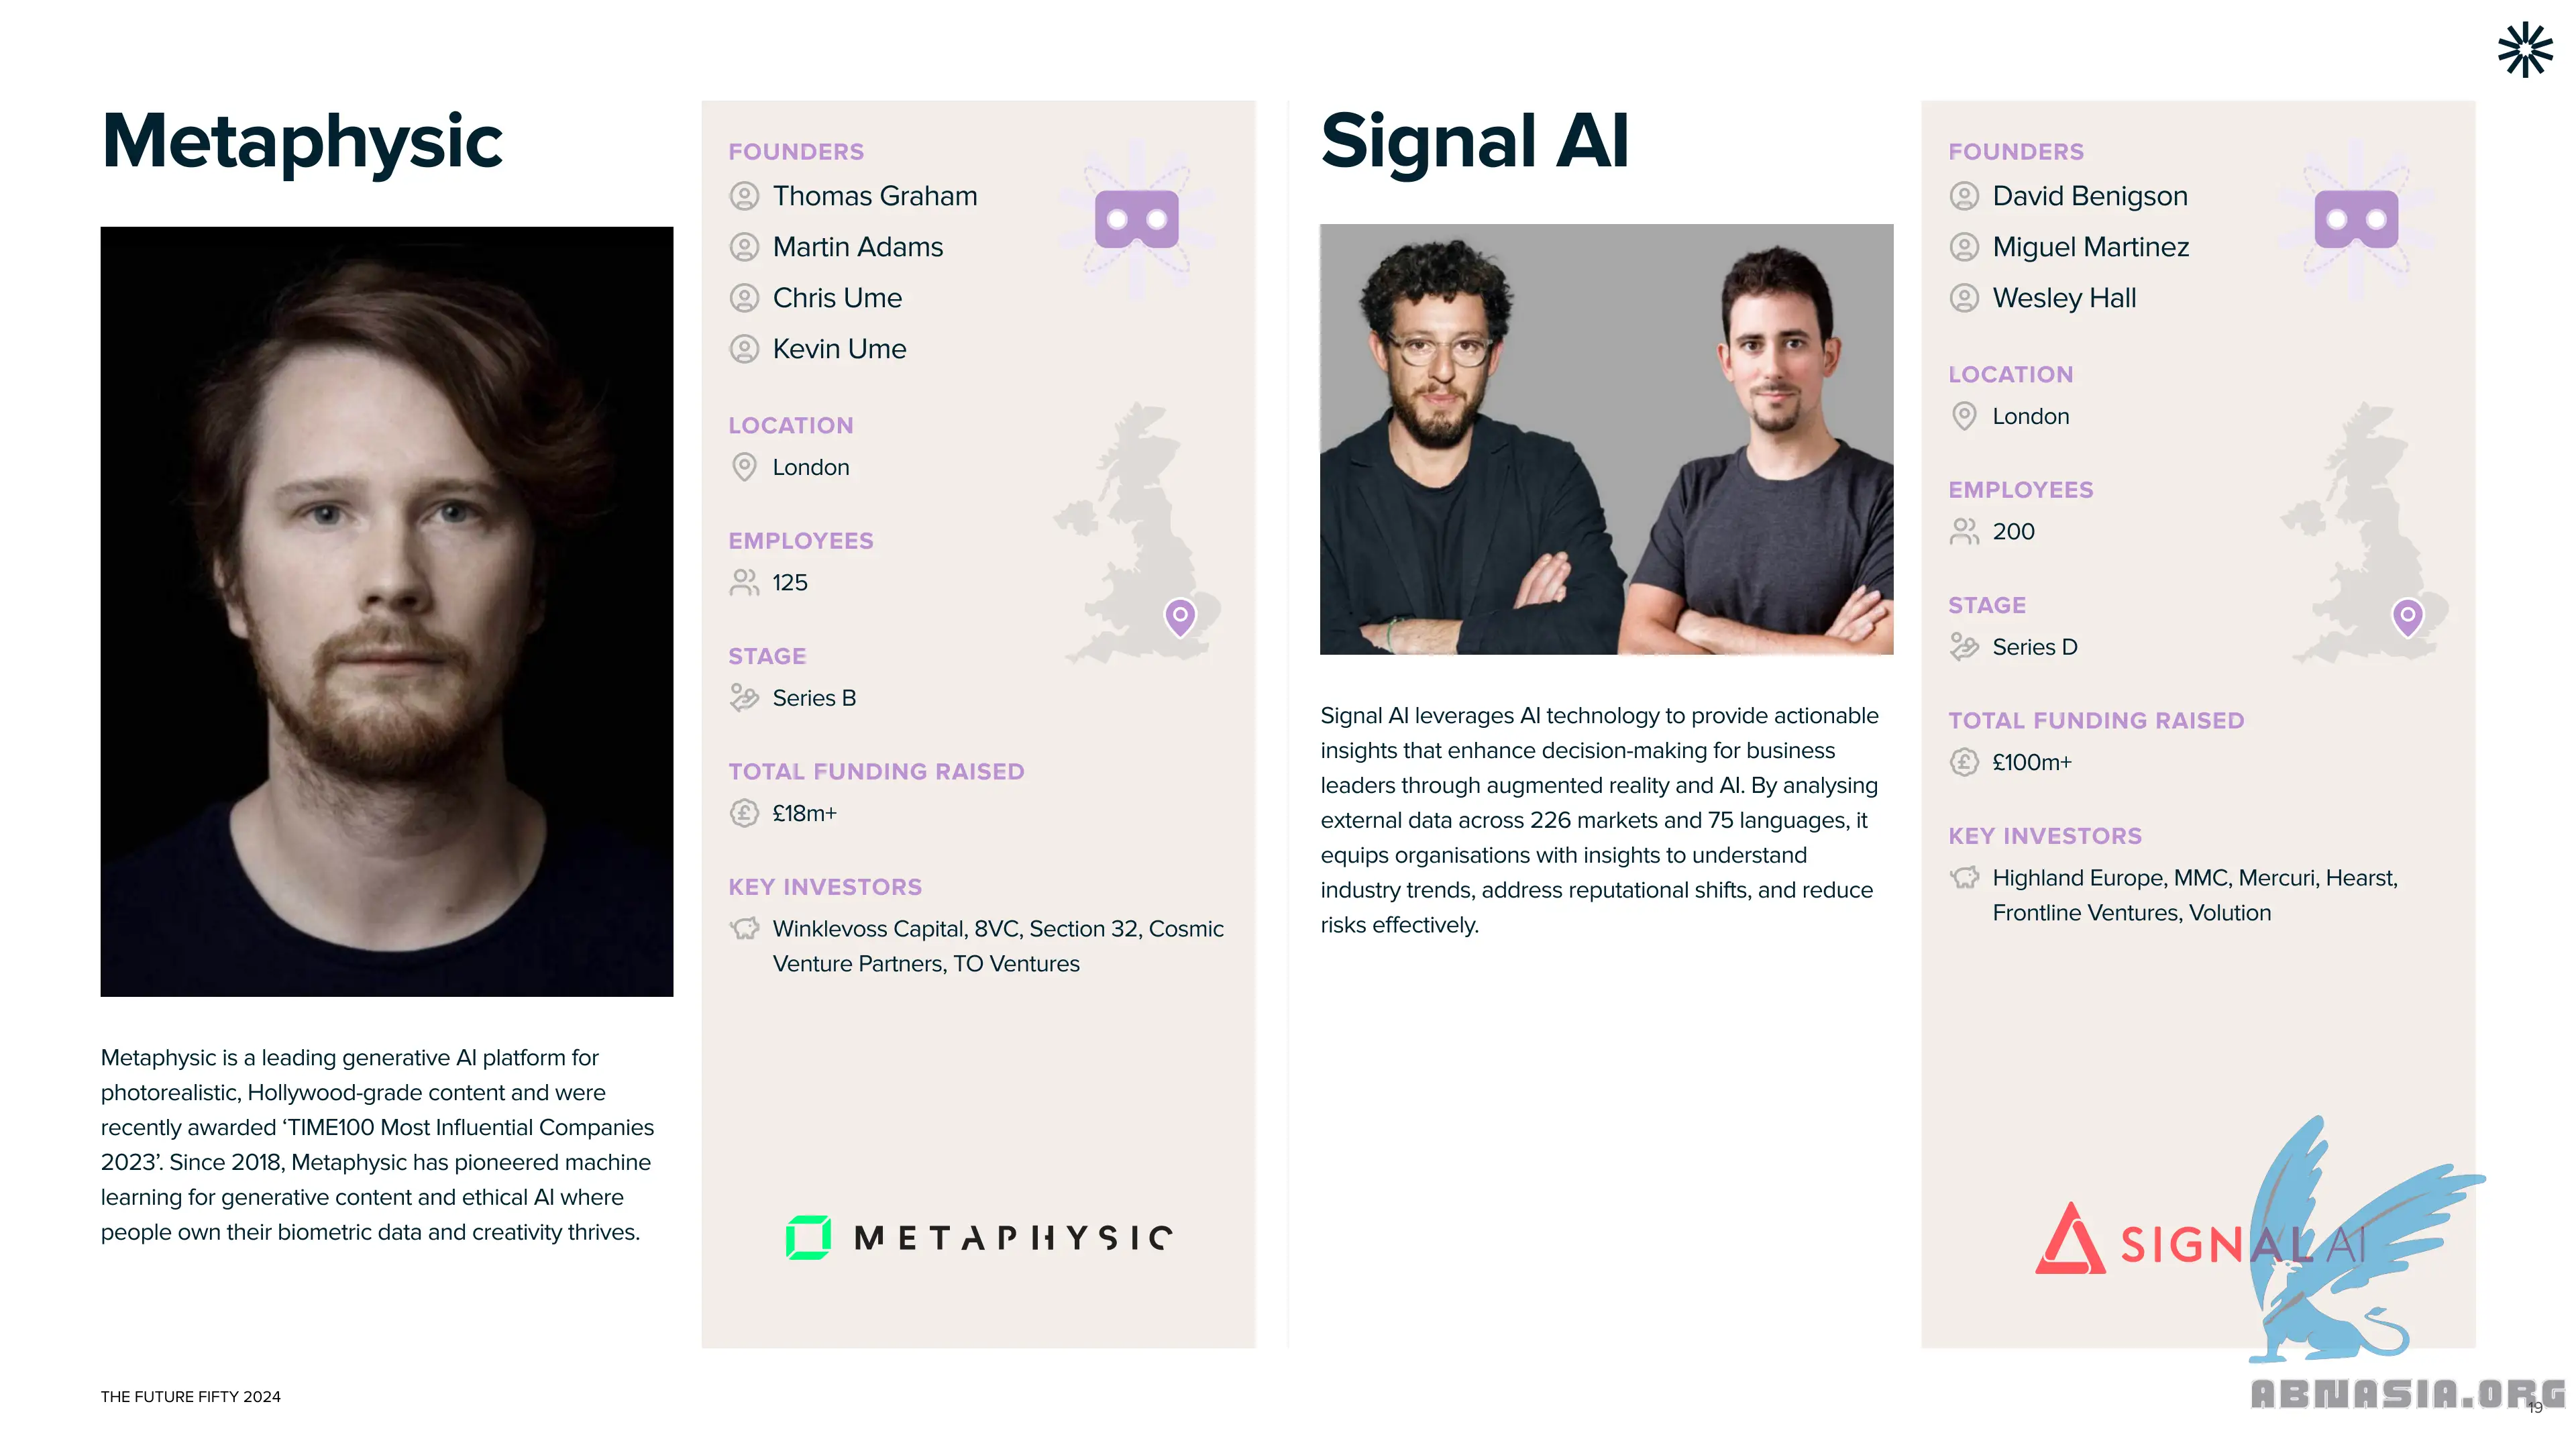 Metaphysic
FOUNDERS
Thomas Graham
Martin Adams
Chris Ume
Kevin Ume
LOCATION
London
EMPLOYEES
125
STAGE
Series B
TOTAL FUNDING RAISED
£18m+
KEY INVESTORS
Winklevoss Capital, 8VC, Section 32, Cosmic
Venture Partners, TO Ventures
Metaphysic is a leading generative AI platform for
photorealistic, Hollywood-grade content and were
recently awarded ‘TIME100 Most Influential Companies
2023’. Since 2018, Metaphysic has pioneered machine
learning for generative content and ethical AI where
people own their biometric data and creativity thrives.
METAPHYSIC
Signal AI
Signal AI leverages AI technology to provide actionable
insights that enhance decision-making for business
leaders through augmented reality and AI. By analysing
external data across 226 markets and 75 languages, it
equips organisations with insights to understand
industry trends, address reputational shifts, and reduce
risks effectively.
FOUNDERS
David Benigson
Miguel Martinez
Wesley Hall
LOCATION
London
EMPLOYEES
200
STAGE
Series D
TOTAL FUNDING RAISED
£100m+
KEY INVESTORS
Highland Europe, MMC, Mercuri, Hearst,
Frontline Ventures, Volution
SIGNAL AI
THE FUTURE FIFTY 2024
ABNASIA.ORG
19